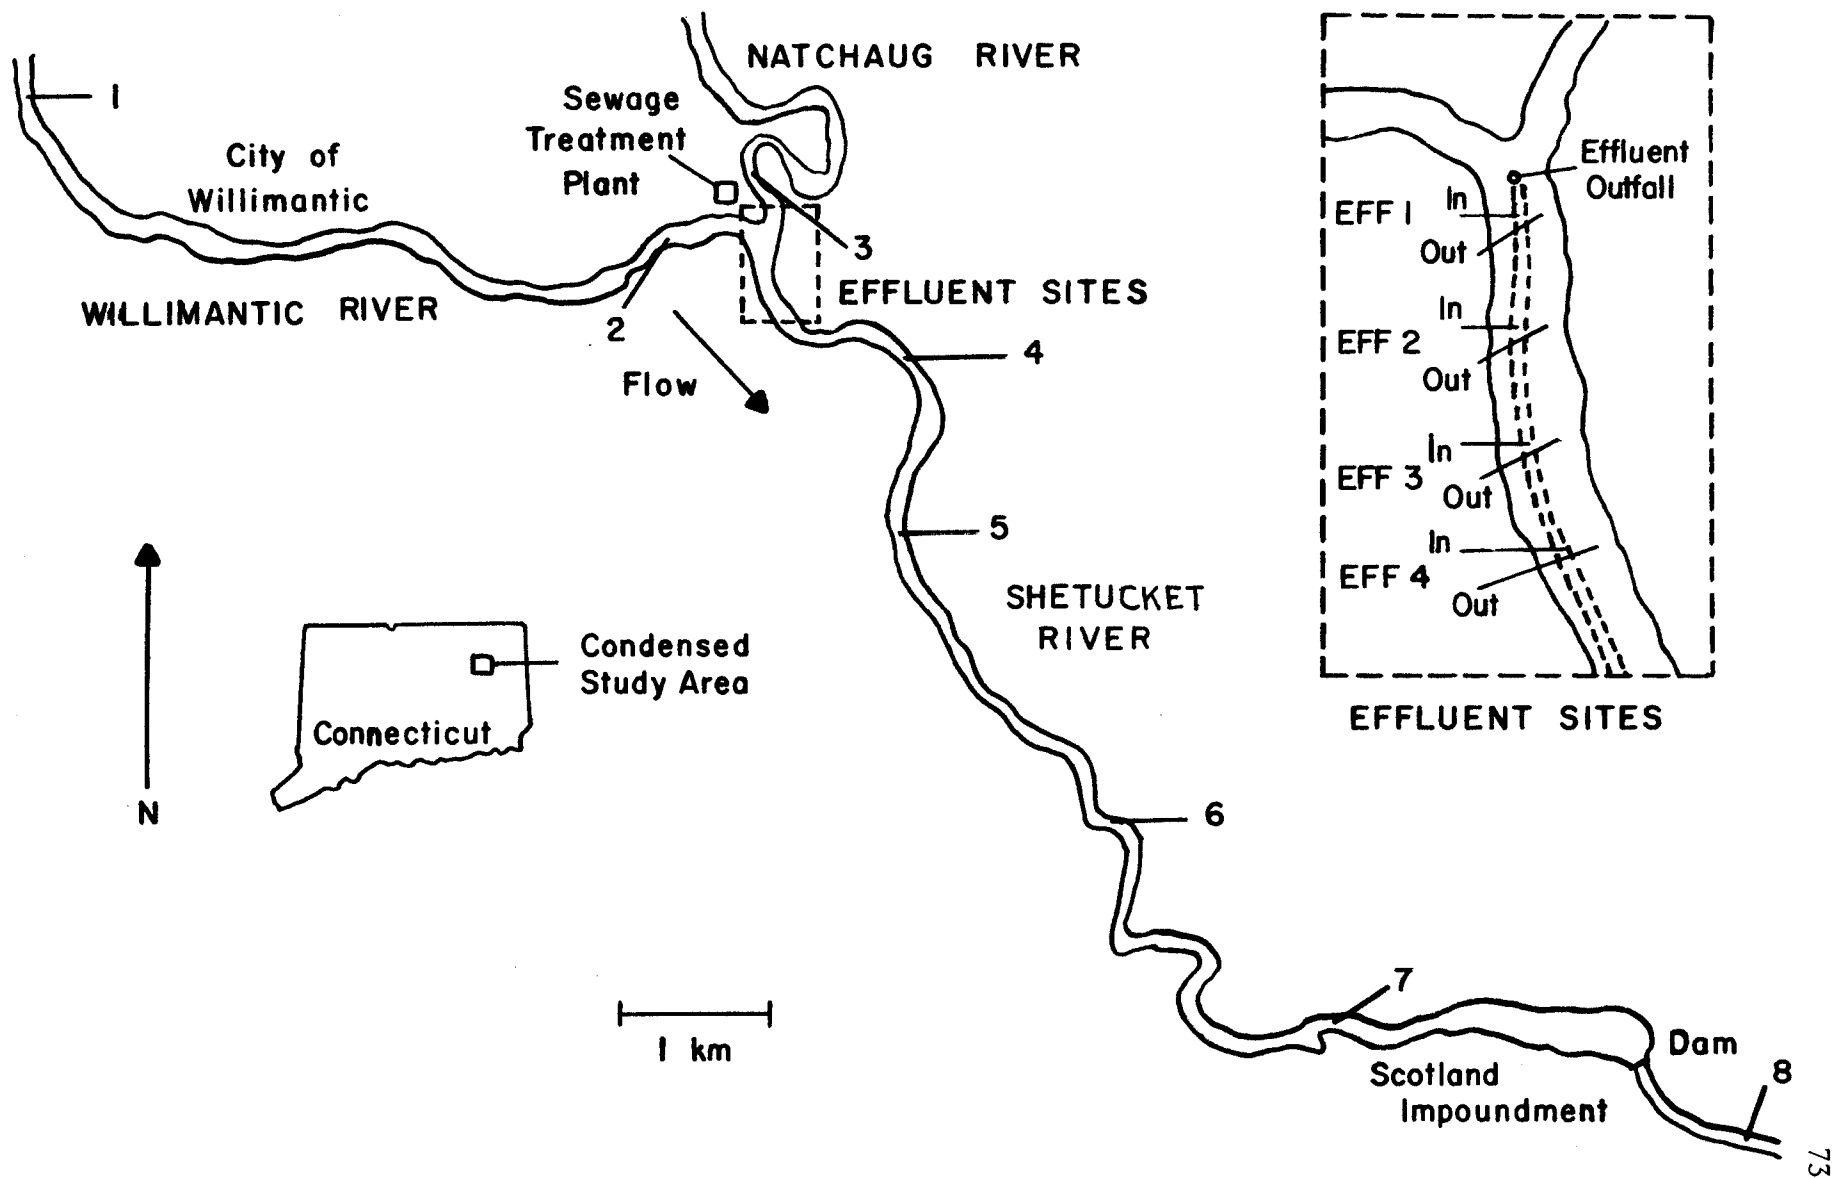 NATCHAUG RIVER
1
Sewage
Treatment
Plant
City of
Willimantic
3
WILLIMANTIC RIVER
2
EFFLUENT SITES
Flow
4
5
SHETUCKET
RIVER
Condensed
Study Area
Connecticut
N
6
1 km
7
Dam
Scotland
Impoundment
8
Effluent
Outfall
EFF 1
In
Out
EFF 2
In
Out
EFF 3
In
Out
EFF 4
In
Out
EFFLUENT SITES
73